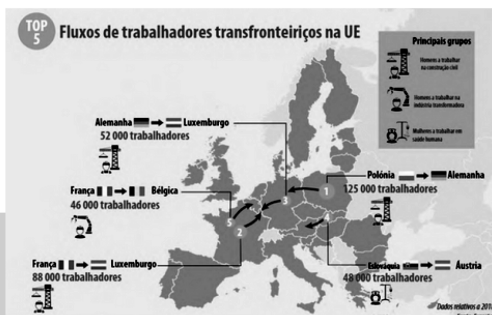 TOP
5
Fluxos de trabalhadores transfronteiriços na UE
Principais grupos
Homens a trabalhar
na construção civil
Homens a trabalhar na
indústria transformadora
Mulheres a trabalhar em
saúde humana
Alemanha Luxemburgo
52 000 trabalhadores
França Bélgica
46 000 trabalhadores
França Luxemburgo
88 000 trabalhadores
Polónia Alemanha
125 000 trabalhadores
Eslováquia Áustria
48 000 trabalhadores
1
3
5
2
4
Dados relativos a